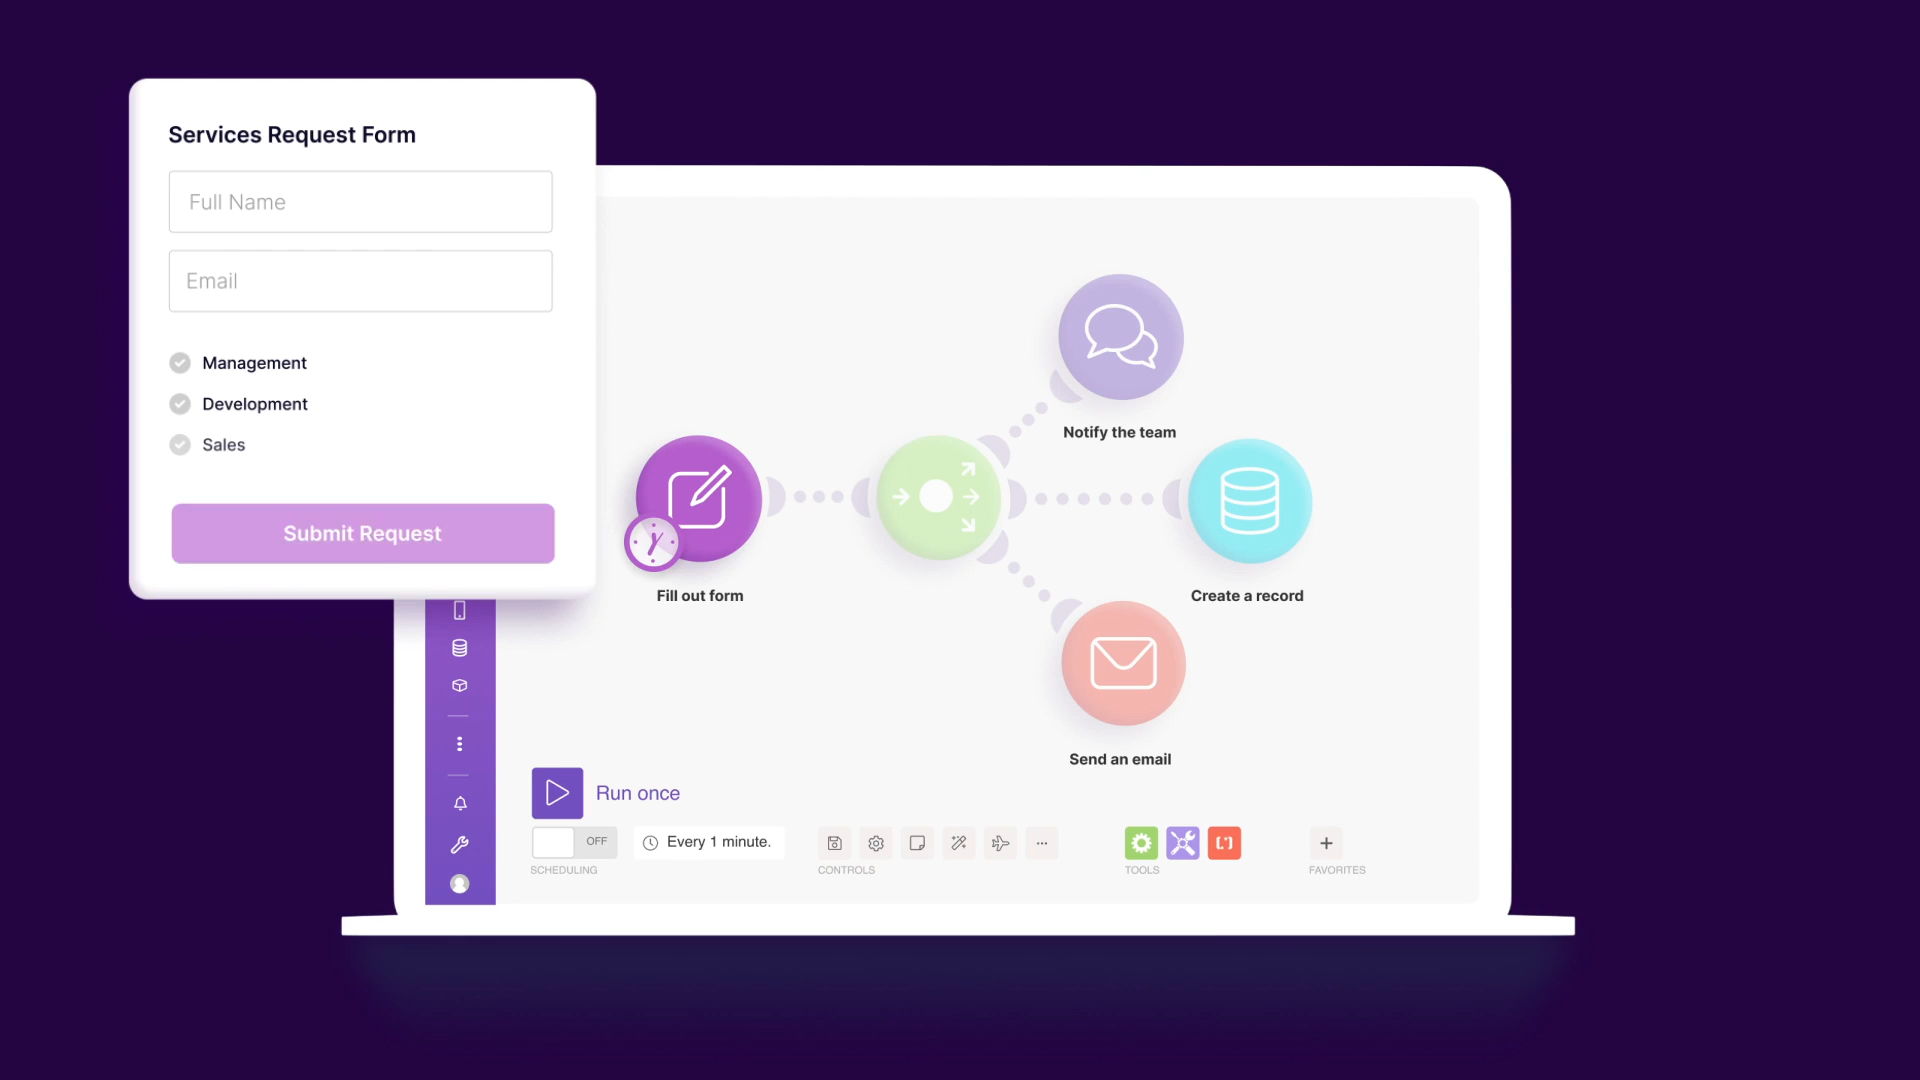 Services Request Form
Full Name
Email
Management
Development
Sales
Submit Request
Notify the team
Fill out form
Create a record
Send an email
Run once
OFF
Every 1 minute.
SCHEDULING
CONTROLS
TOOLS
FAVORITES